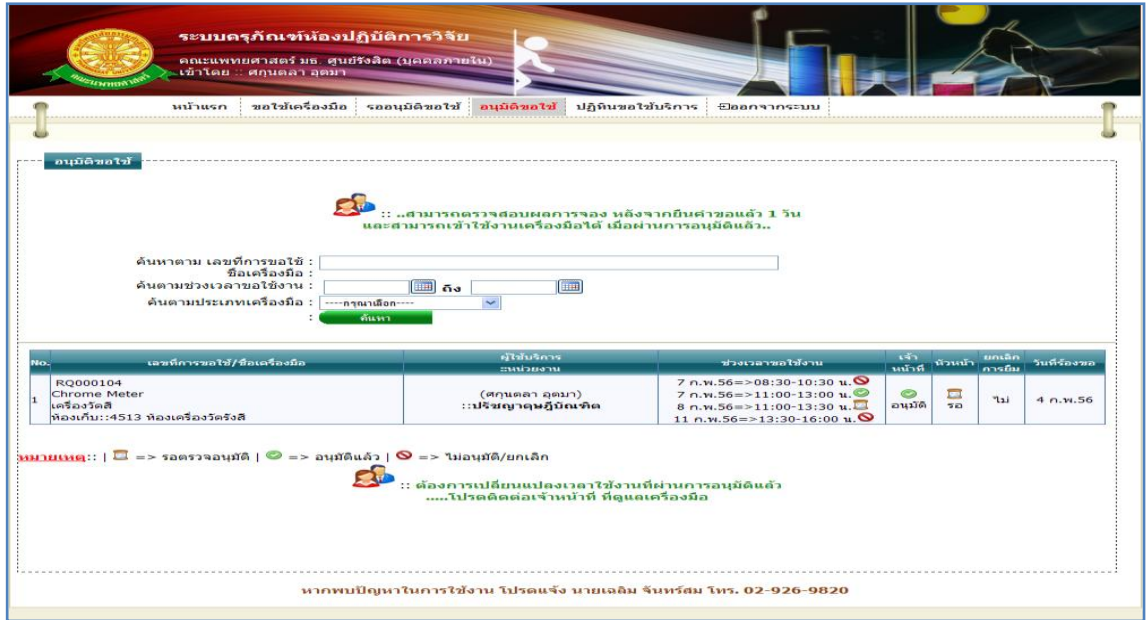 ระบบครุภัณฑ์ห้องปฏิบัติการวิจัย
คณะแพทยศาสตร์ มธ. ศูนย์รังสิต (บุคคลภายใน)
เข้าโดย :: ศกุนตลา อุตมา
หน้าแรก ขอใช้เครื่องมือ รออนุมัติขอใช้ อนุมัติขอใช้ ปฏิทินขอใช้บริการ ออกจากระบบ
อนุมัติขอใช้
:: ..สามารถตรวจสอบผลการจอง หลังจากยืนคำขอแล้ว 1 วัน
และสามารถเข้าใช้งานเครื่องมือได้ เมื่อผ่านการอนุมัติแล้ว..
ค้นหาตาม เลขที่การขอใช้ :
ชื่อเครื่องมือ :
ค้นตามช่วงเวลาขอใช้งาน : ถึง
ค้นตามประเภทเครื่องมือ : ----กรุณาเลือก----
: ค้นหา
No. เลขที่การขอใช้/ชื่อเครื่องมือ ผู้ใช้บริการ ::หน่วยงาน ช่วงเวลาขอใช้งาน เจ้าหน้าที่ หัวหน้า ยกเลิกการยืม วันที่ร้องขอ
1 RQ000104
Chrome Meter
เครื่องวัดสี
ห้องเก็บ::4513 ห้องเครื่องวัดรังสี
(ศกุนตลา อุตมา)
::ปรัชญาดุษฎีบัณฑิต
7 ก.พ.56=>08:30-10:30 น.
7 ก.พ.56=>11:00-13:00 น.
8 ก.พ.56=>11:00-13:30 น.
11 ก.พ.56=>13:30-16:00 น.
อนุมัติ รอ ไม่ 4 ก.พ.56
หมายเหตุ:: | => รอตรวจอนุมัติ | => อนุมัติแล้ว | => ไม่อนุมัติ/ยกเลิก
:: ต้องการเปลี่ยนแปลงเวลาใช้งานที่ผ่านการอนุมัติแล้ว
.....โปรดติดต่อเจ้าหน้าที่ ที่ดูแลเครื่องมือ
หากพบปัญหาในการใช้งาน โปรดแจ้ง นายเฉลิม จันทร์สม โทร. 02-926-9820